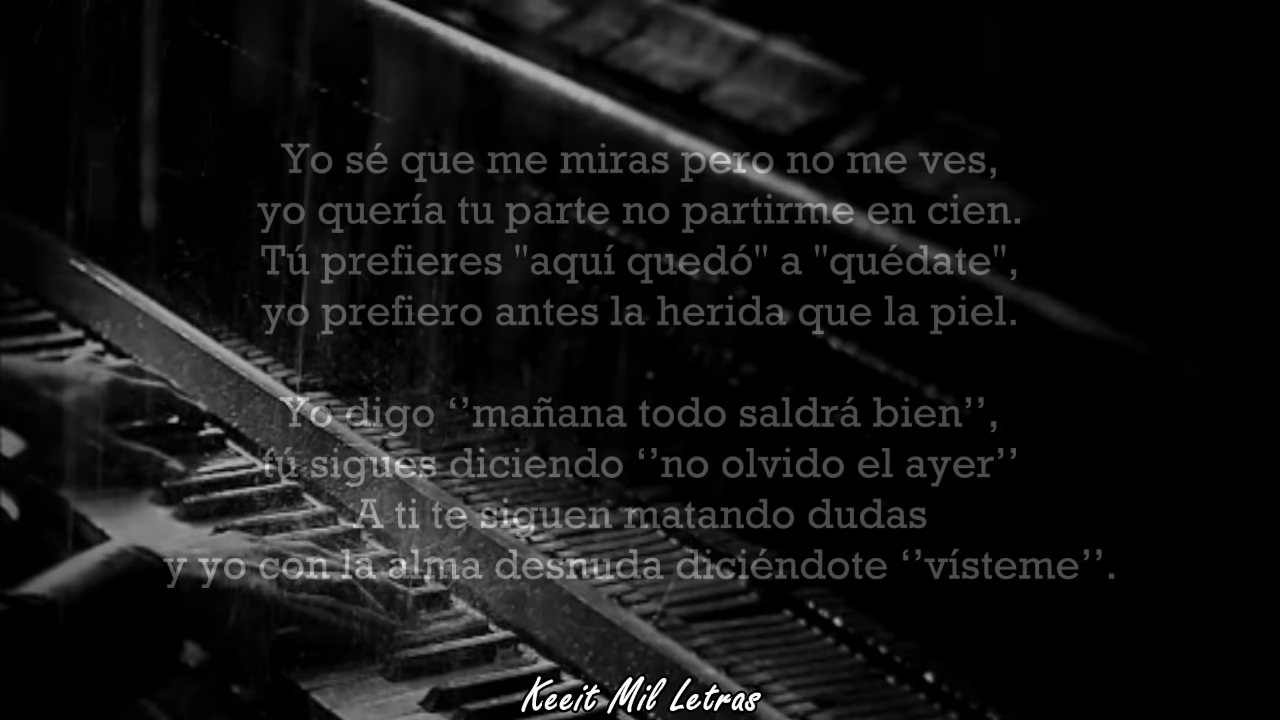 Yo sé que me miras pero no me ves,
yo quería tu parte no partirme en cien.
Tú prefieres "aquí quedó" a "quédate",
yo prefiero antes la herida que la piel.
Yo digo ‘’mañana todo saldrá bien’’,
tú sigues diciendo ‘’no olvido el ayer’’
A ti te siguen matando dudas
y yo con la alma desnuda diciéndote ‘’vísteme’’.
Keeit Mil Letras